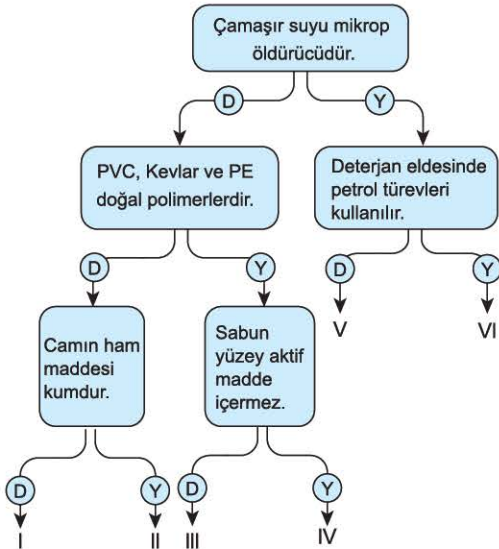 Çamaşır suyu mikrop
öldürücüdür.
D
Y
PVC, Kevlar ve PE
doğal polimerlerdir.
Deterjan eldesinde
petrol türevleri
kullanılır.
D
Y
D
Y
V
VI
Camın ham
maddesi
kumdur.
Sabun
yüzey aktif
madde
içermez.
D
Y
D
Y
I
II
III
IV